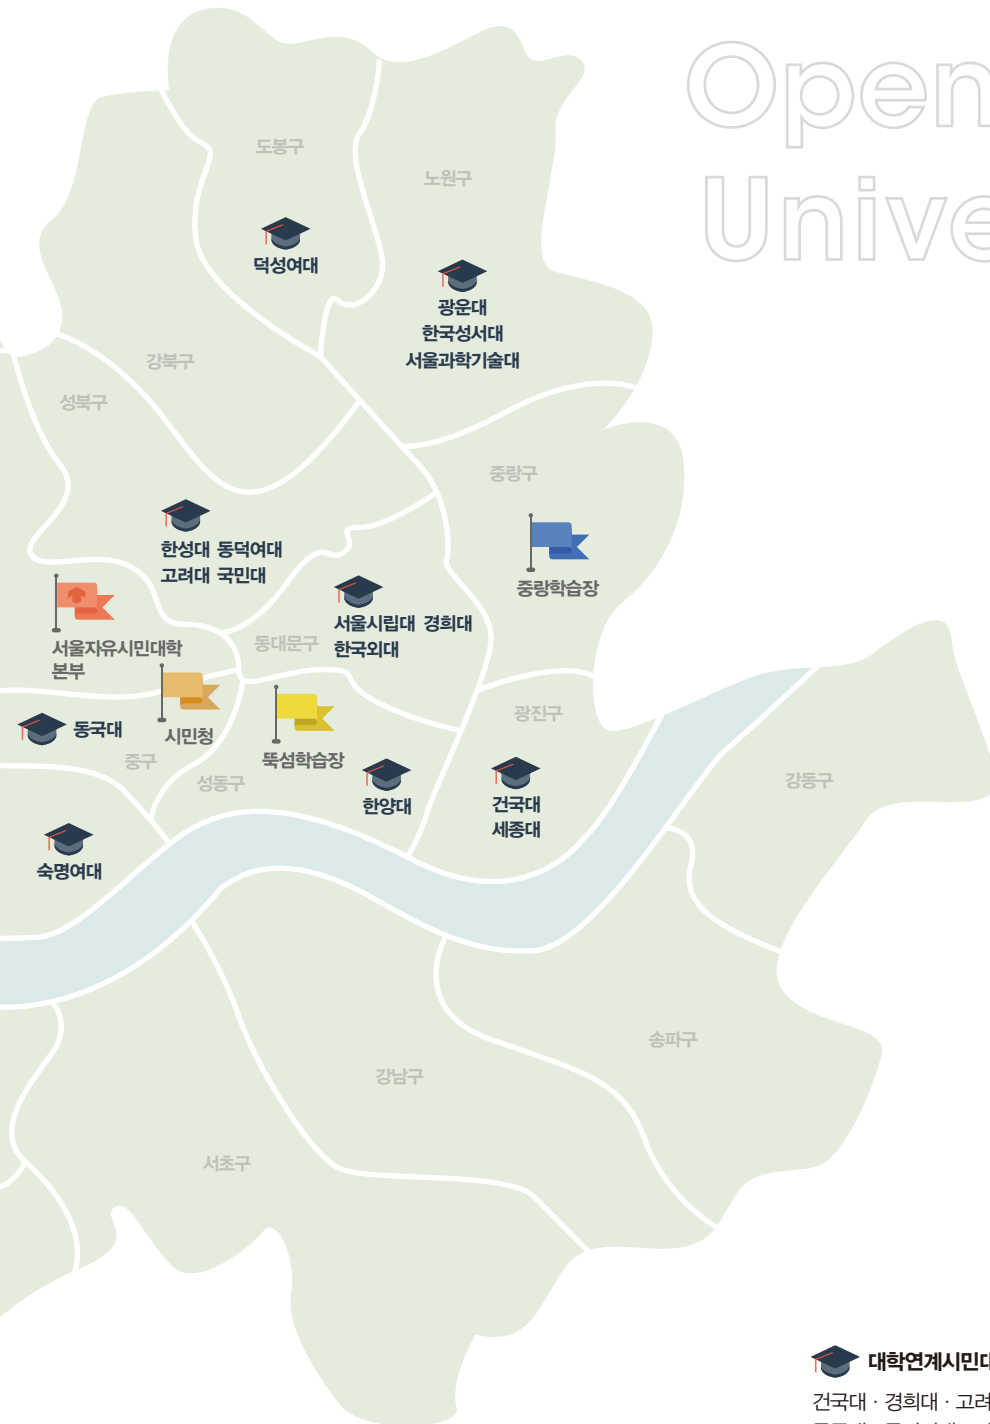 Open
Unive
도봉구
노원구
덕성여대
광운대
한국성서대
서울과학기술대
강북구
성북구
중랑구
한성대 동덕여대
고려대 국민대
중랑학습장
서울시립대 경희대
한국외대
동대문구
서울자유시민대학
본부
시민청
동국대
중구
광진구
뚝섬학습장
성동구
한양대
건국대
세종대
강동구
숙명여대
송파구
강남구
서초구
대학연계시민대
건국대 · 경희대 · 고려